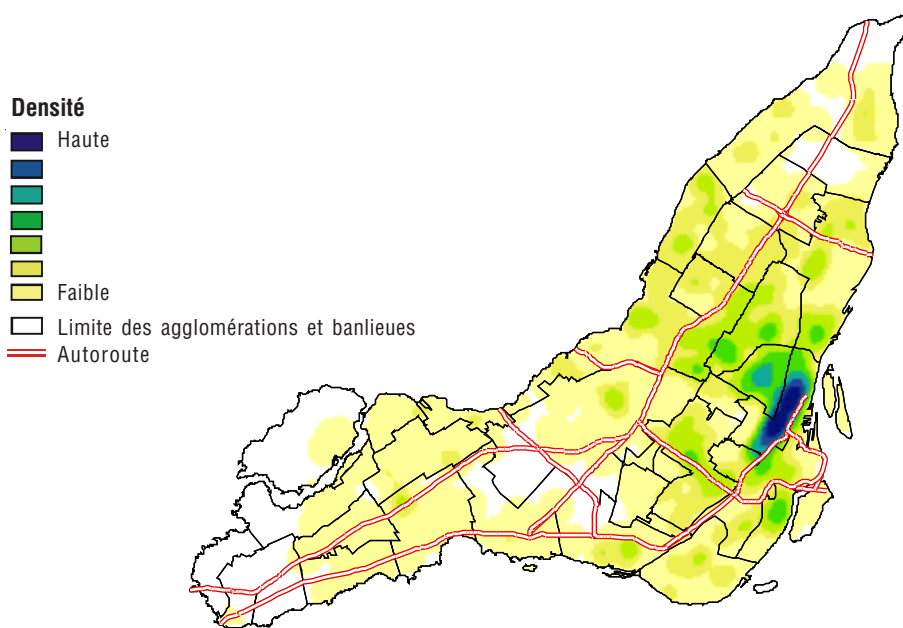 Densité
Haute
Faible
Limite des agglomérations et banlieues
Autoroute